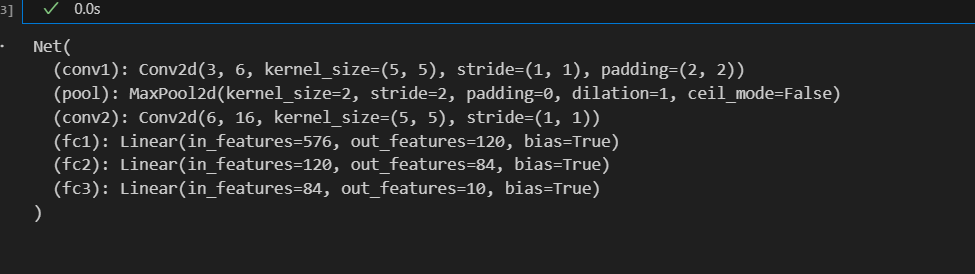 3] ✓ 0.0s
Net(
(conv1): Conv2d(3, 6, kernel_size=(5, 5), stride=(1, 1), padding=(2, 2))
(pool): MaxPool2d(kernel_size=2, stride=2, padding=0, dilation=1, ceil_mode=False)
(conv2): Conv2d(6, 16, kernel_size=(5, 5), stride=(1, 1))
(fc1): Linear(in_features=576, out_features=120, bias=True)
(fc2): Linear(in_features=120, out_features=84, bias=True)
(fc3): Linear(in_features=84, out_features=10, bias=True)
)